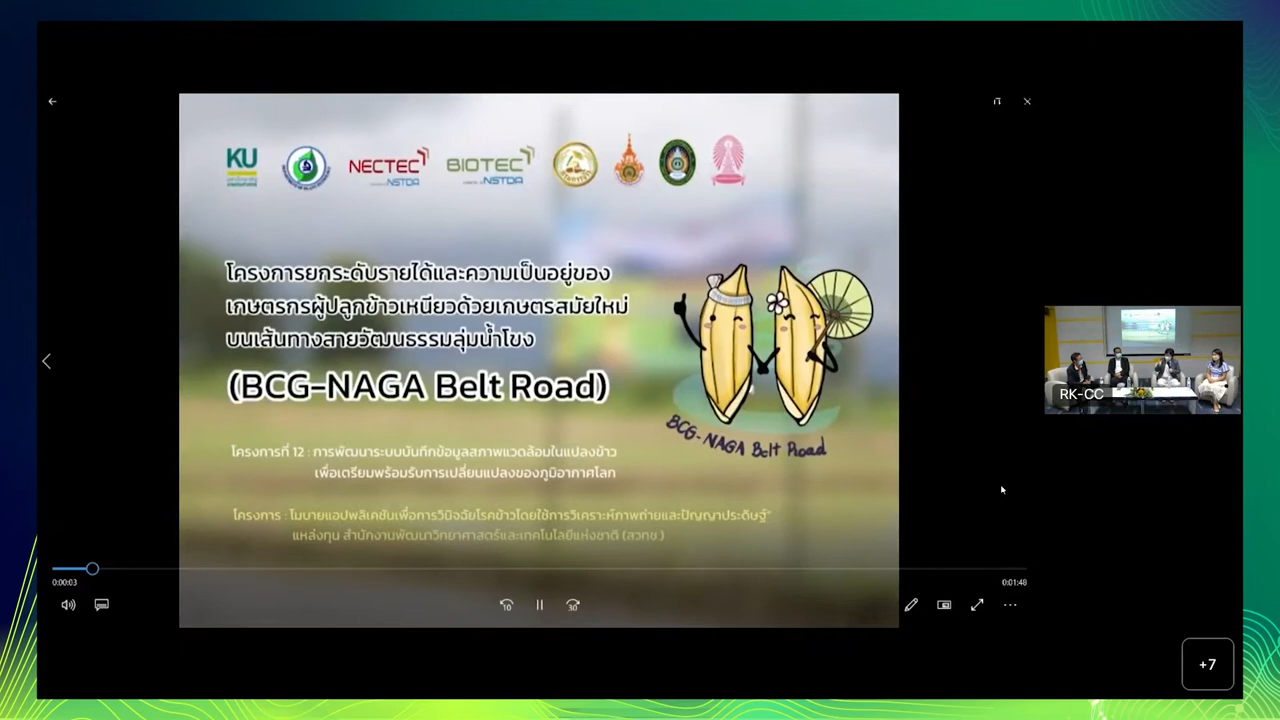 KU
NECTEC
NSTDA
BIOTEC
NSTDA
โครงการยกระดับรายได้และความเป็นอยู่ของ
เกษตรกรผู้ปลูกข้าวเหนียวด้วยเกษตรสมัยใหม่
บนเส้นทางสายวัฒนธรรมลุ่มน้ำโขง
(BCG-NAGA Belt Road)
BCG-NAGA Belt Road
โครงการที่ 12 : การพัฒนาระบบบันทึกข้อมูลสภาพแวดล้อมในแปลงข้าว
เพื่อเตรียมพร้อมรับการเปลี่ยนแปลงของภูมิอากาศโลก
โครงการ : โมบายแอปพลิเคชันเพื่อการวินิจฉัยโรคข้าวโดยใช้การวิเคราะห์ภาพถ่ายและปัญญาประดิษฐ์"
แหล่งทุน สำนักงานพัฒนาวิทยาศาสตร์และเทคโนโลยีแห่งชาติ (สวทช.)
0:00:03
0:01:48
10
30
RK-CC
+7